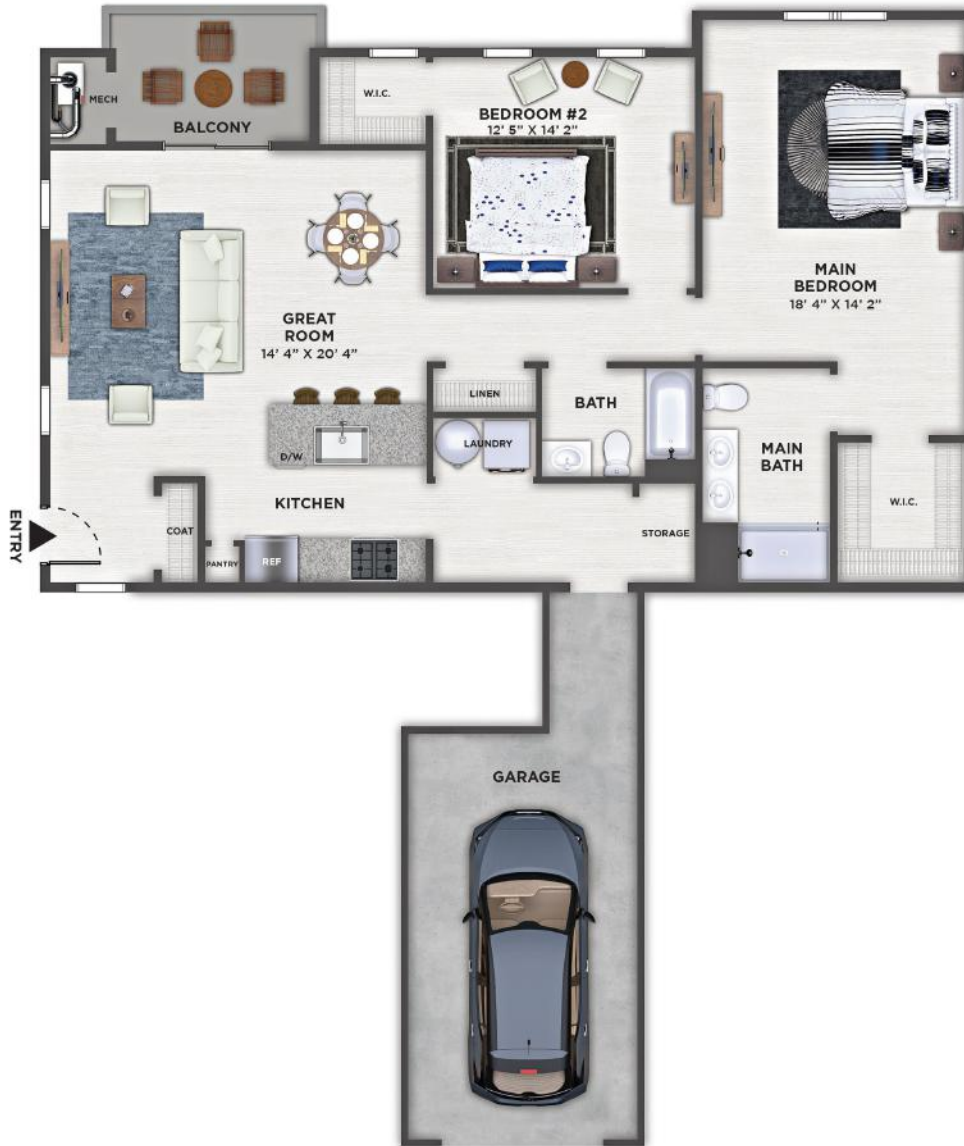 MECH
BALCONY
W.I.C.
BEDROOM #2
12' 5" X 14' 2"
MAIN
BEDROOM
18' 4" X 14' 2"
GREAT
ROOM
14' 4" X 20' 4"
LINEN
BATH
LAUNDRY
D/W
MAIN
BATH
KITCHEN
W.I.C.
ENTRY
COAT
STORAGE
PANTRY
REF
GARAGE